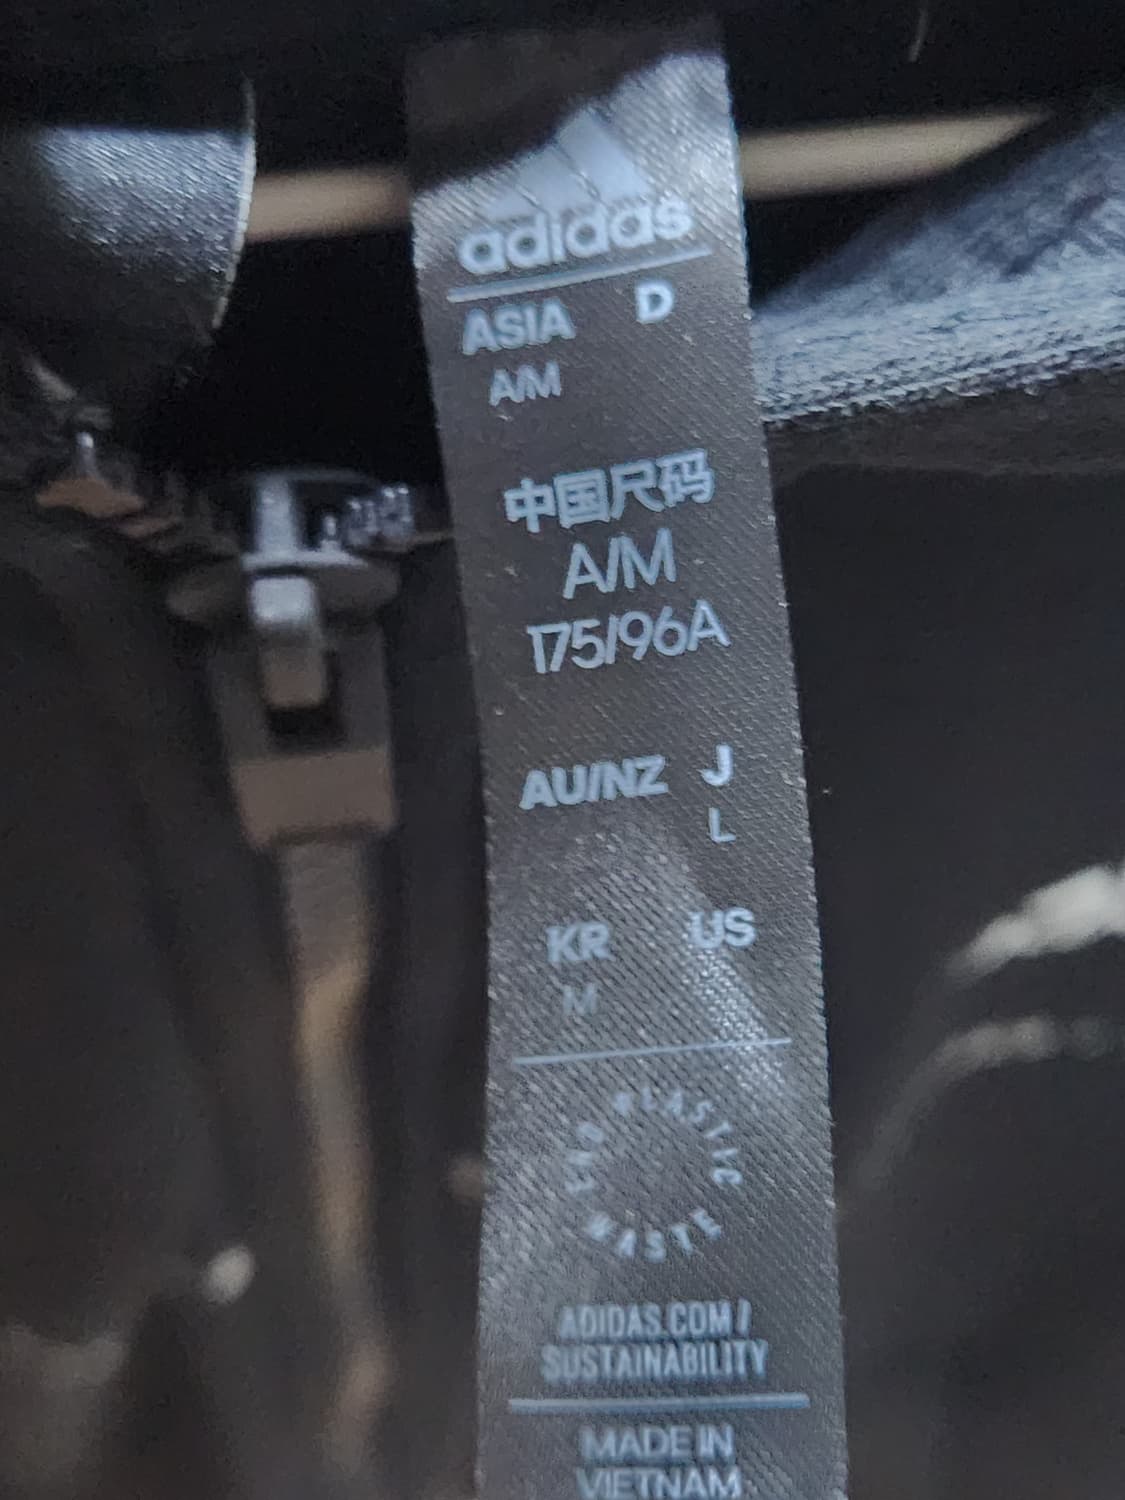 adidas
ASIA D
A/M
中国尺码
A/M
175/96A
AU/NZ J
L
KR US
M
END PLASTIC WASTE
ADIDAS.COM/
SUSTAINABILITY
MADE IN
VIETNAM